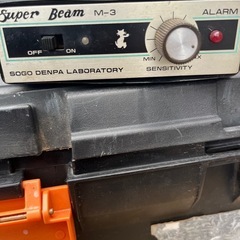 Super Beam M-3 ALARM
OFF ON MIN
SOGO DENPA LABORATORY SENSITIVITY